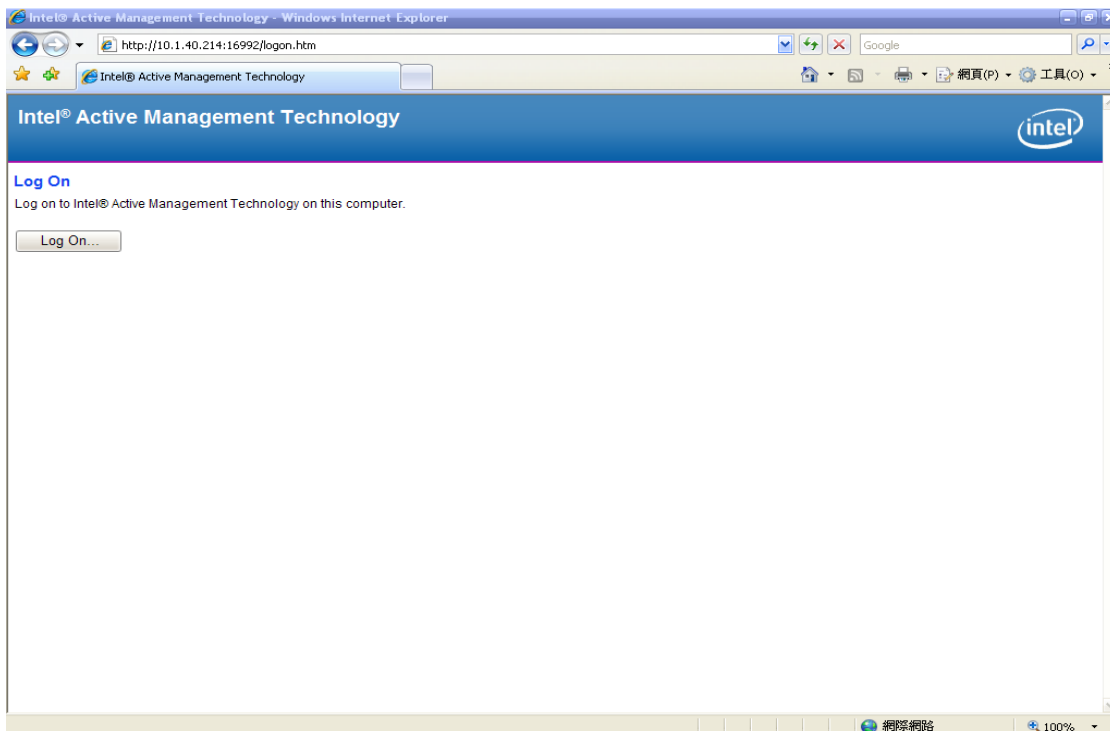 Intel® Active Management Technology - Windows Internet Explorer
http://10.1.40.214:16992/logon.htm
Google
Intel® Active Management Technology
網頁(P)
工具(O)
Intel® Active Management Technology
intel
Log On
Log on to Intel® Active Management Technology on this computer.
Log On...
網際網路
100%